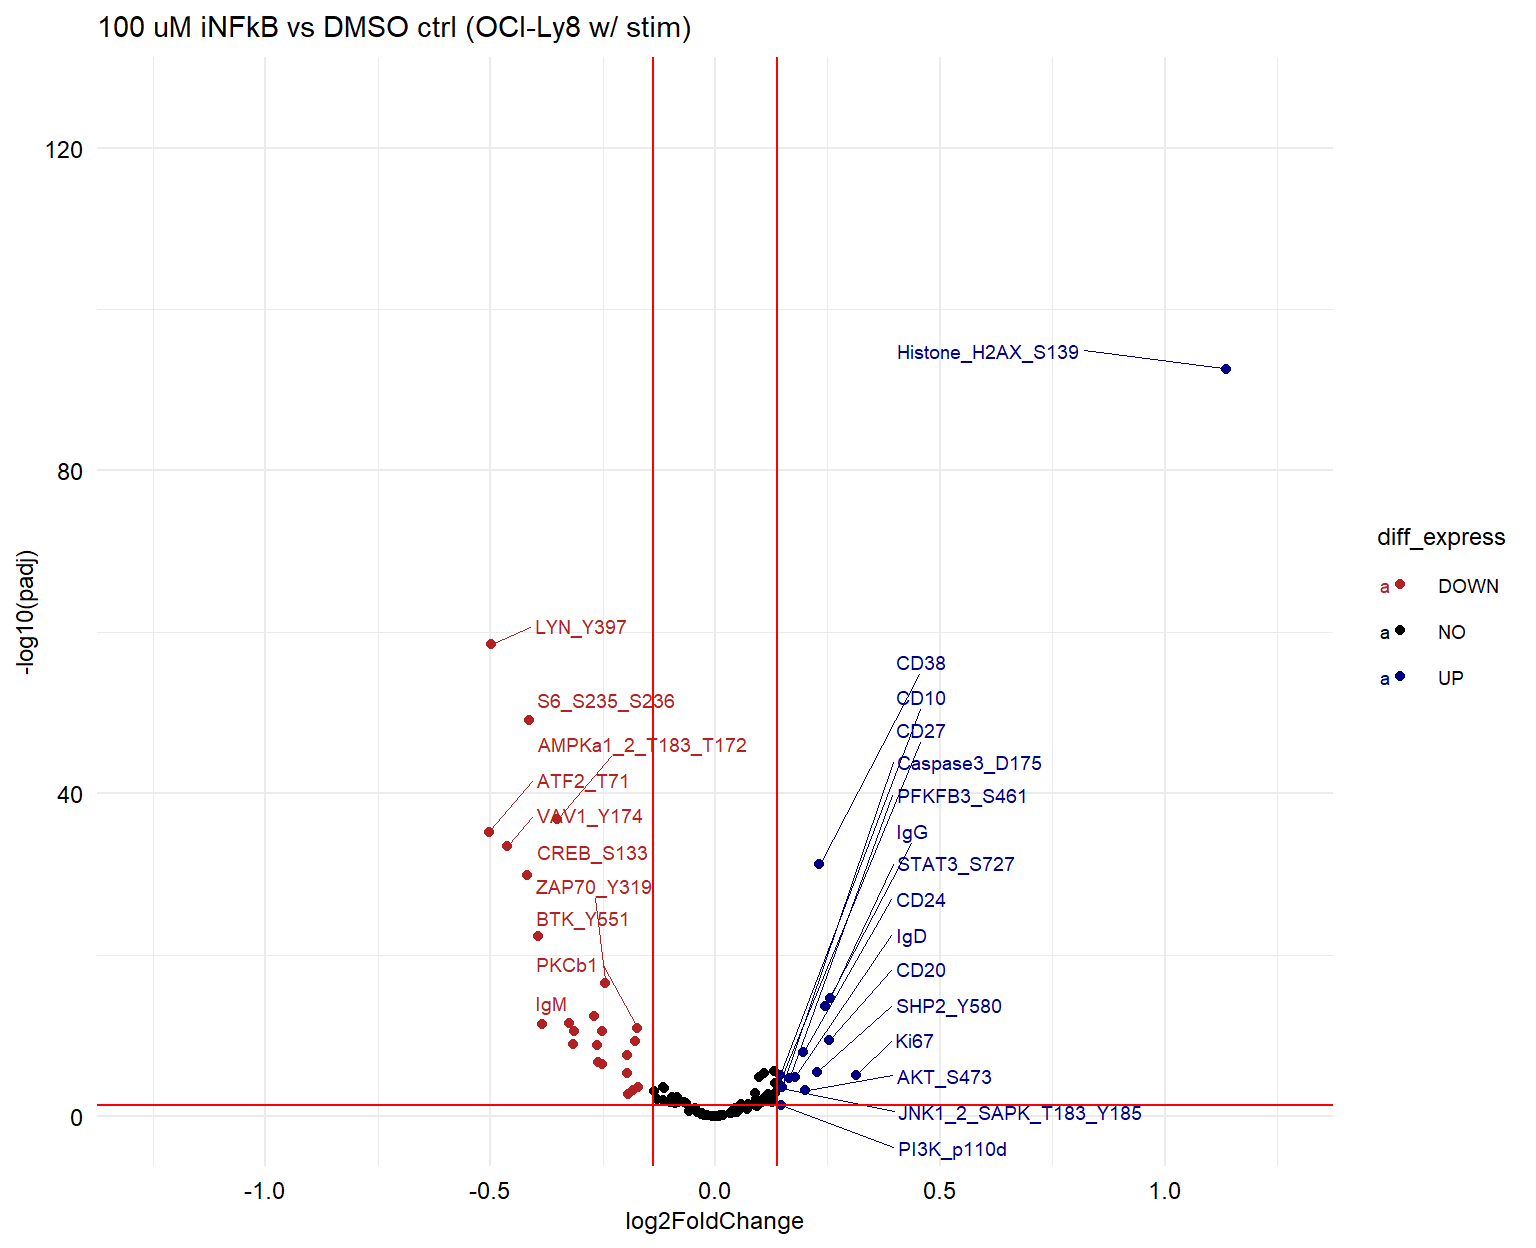 100 uM iNFkB vs DMSO ctrl (OCI-Ly8 w/ stim)
120
80
40
0
-log10(padj)
Histone_H2AX_S139
LYN_Y397
S6_S235_S236
AMPKa1_2_T183_T172
ATF2_T71
VAV1_Y174
CREB_S133
ZAP70_Y319
BTK_Y551
PKCb1
IgM
CD38
CD10
CD27
Caspase3_D175
PFKFB3_S461
IgG
STAT3_S727
CD24
IgD
CD20
SHP2_Y580
Ki67
AKT_S473
JNK1_2_SAPK_T183_Y185
PI3K_p110d
-1.0
-0.5
0.0
0.5
1.0
log2FoldChange
diff_express
a DOWN
a NO
a UP